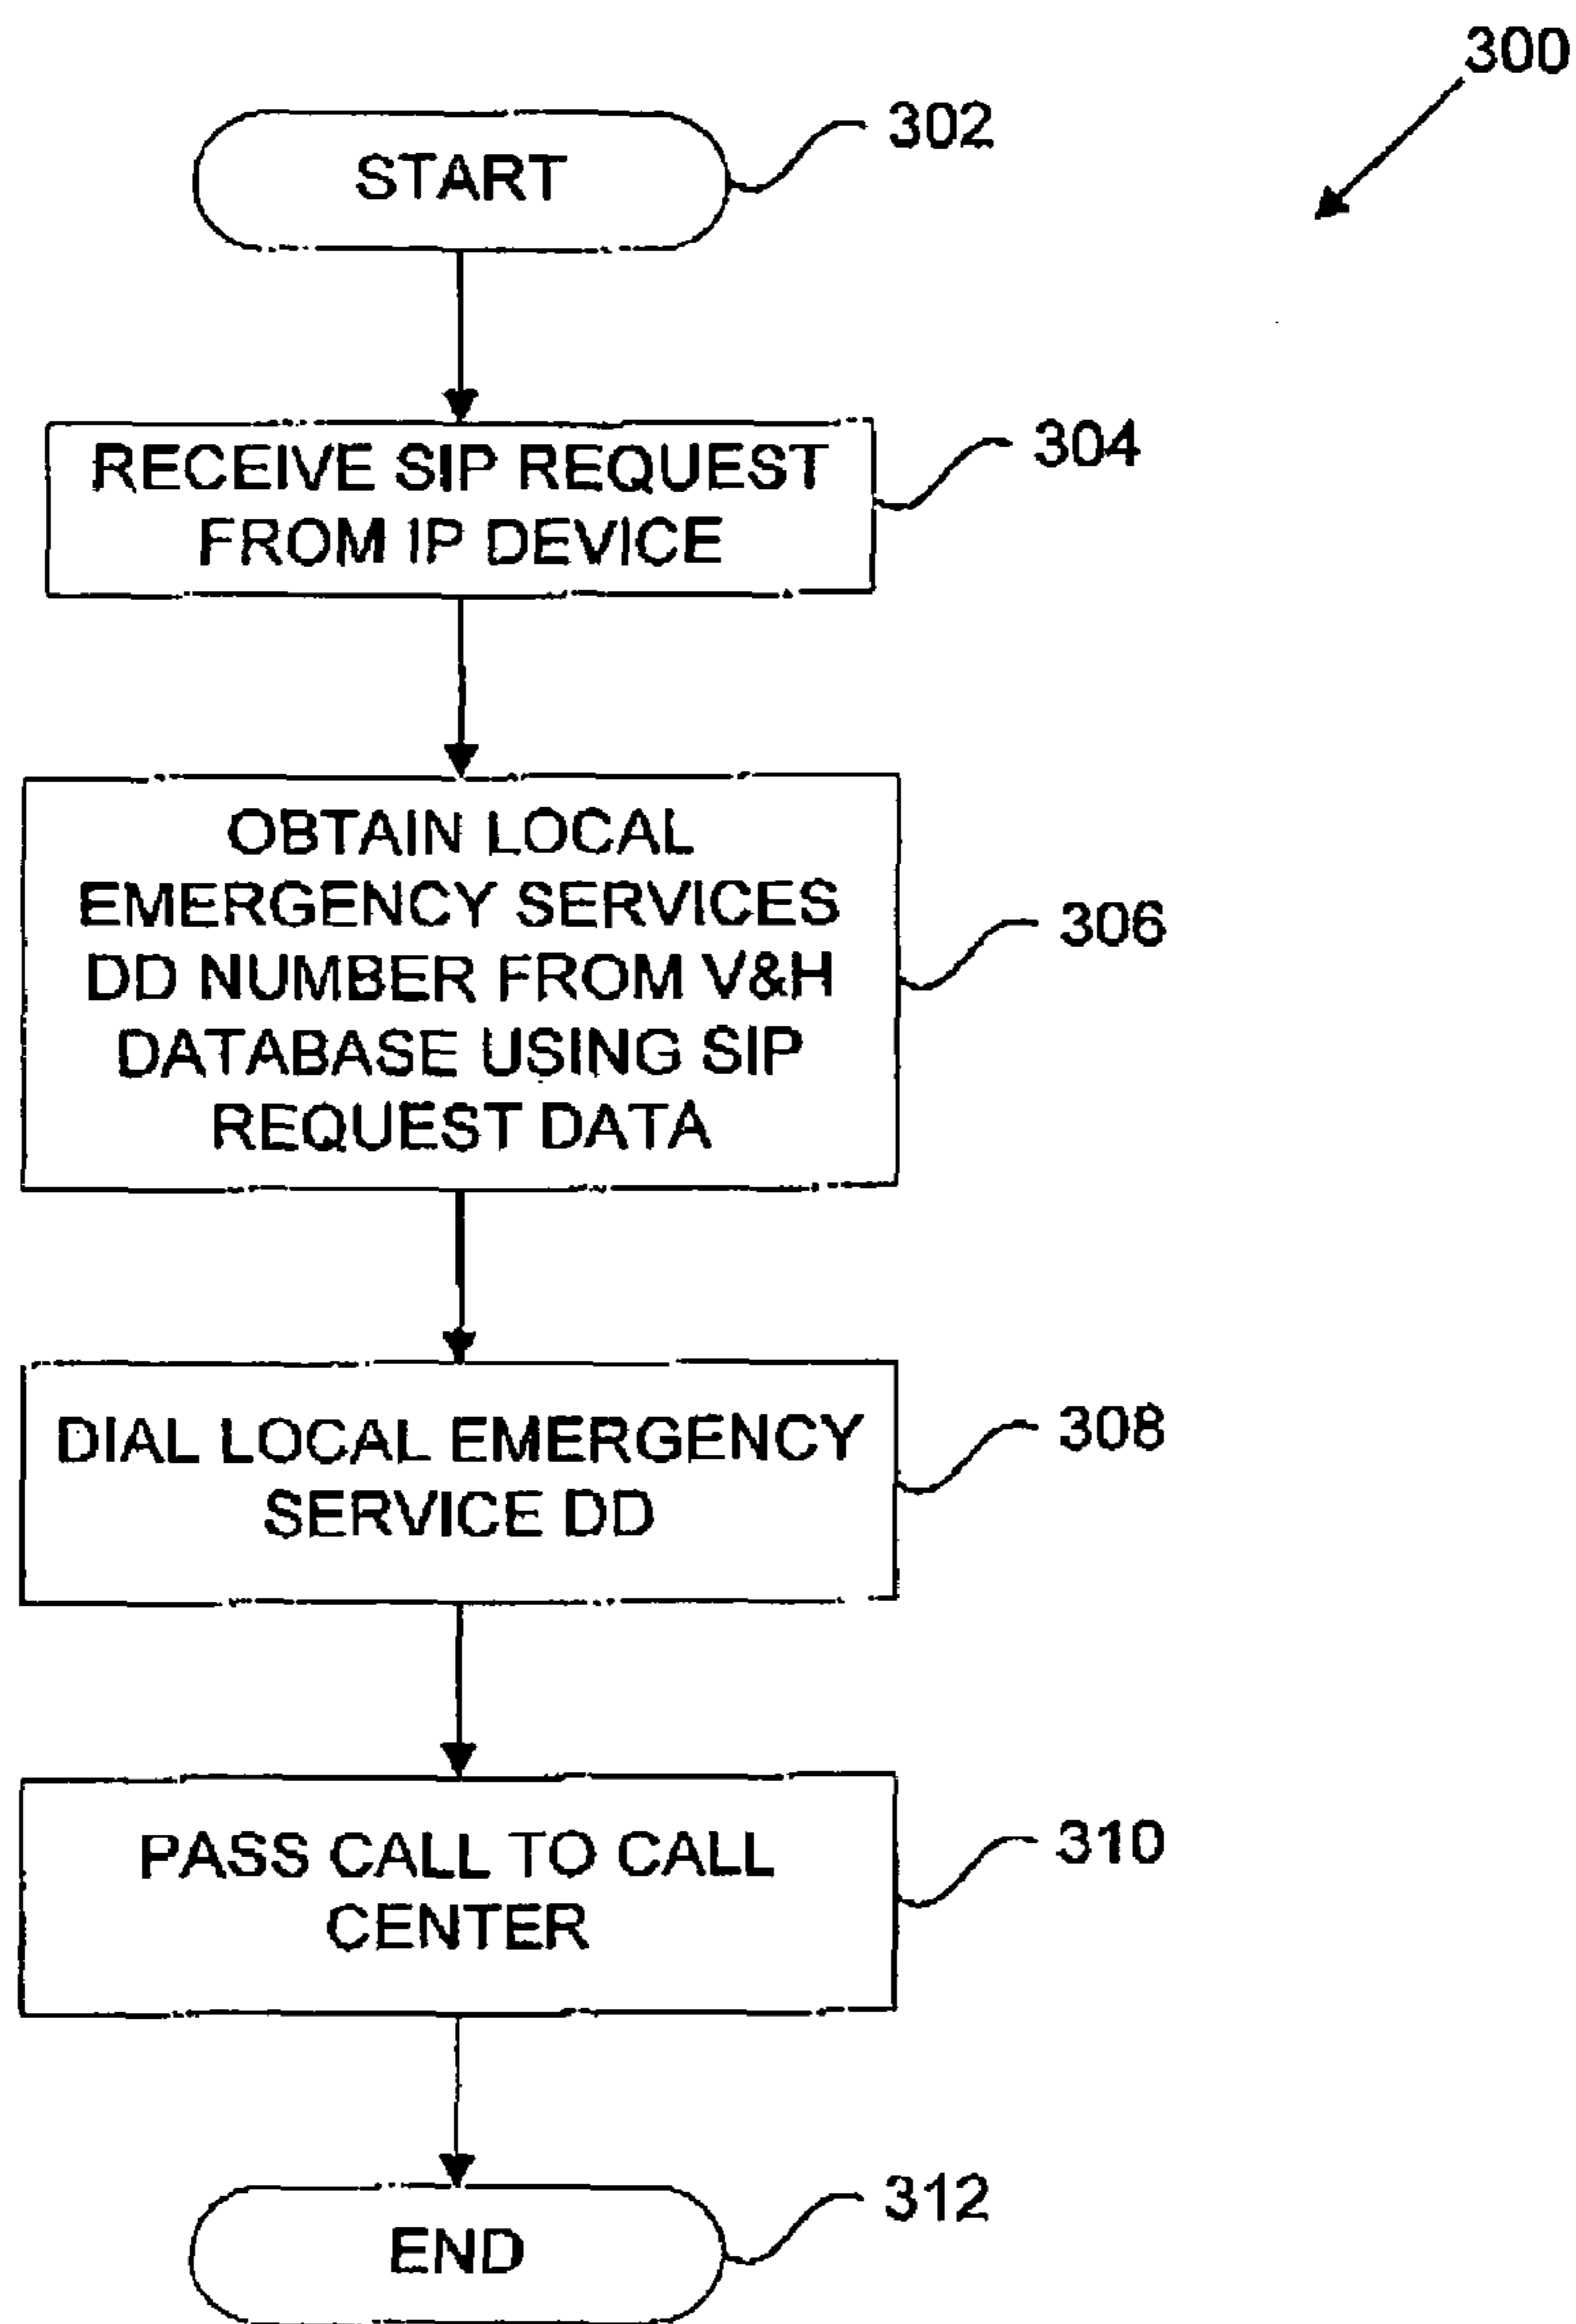 300
START
302
RECEIVE SIP REQUEST
FROM IP DEVICE
304
OBTAIN LOCAL
EMERGENCY SERVICES
DD NUMBER FROM V&H
DATABASE USING SIP
REQUEST DATA
306
DIAL LOCAL EMERGENCY
SERVICE DD
308
PASS CALL TO CALL
CENTER
310
END
312